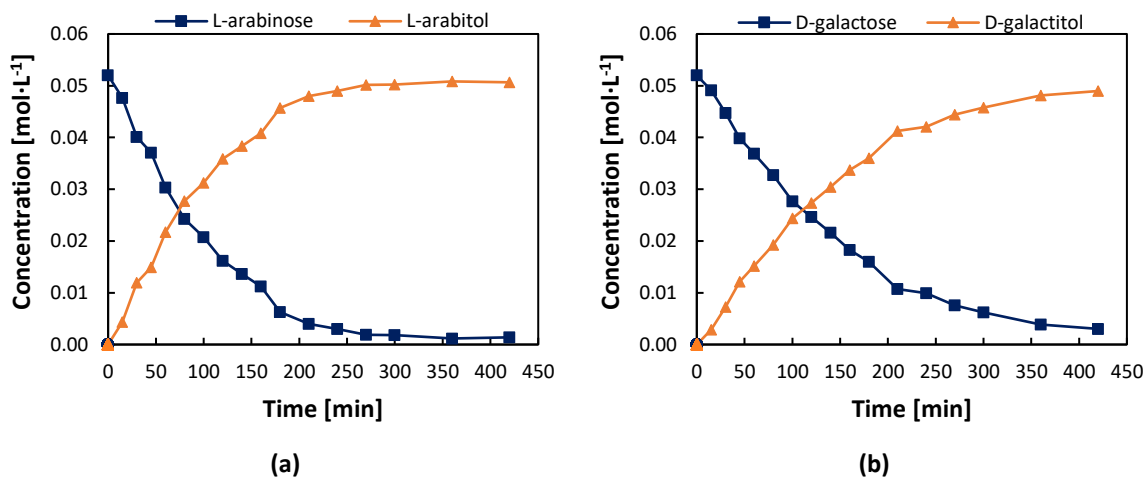 L-arabinose L-arabitol
0.06
0.05
0.04
0.03
0.02
0.01
0.00
Concentration [mol·L⁻¹]
0 50 100 150 200 250 300 350 400 450
Time [min]
(a)
D-galactose D-galactitol
0.06
0.05
0.04
0.03
0.02
0.01
0.00
Concentration [mol·L⁻¹]
0 50 100 150 200 250 300 350 400 450
Time [min]
(b)